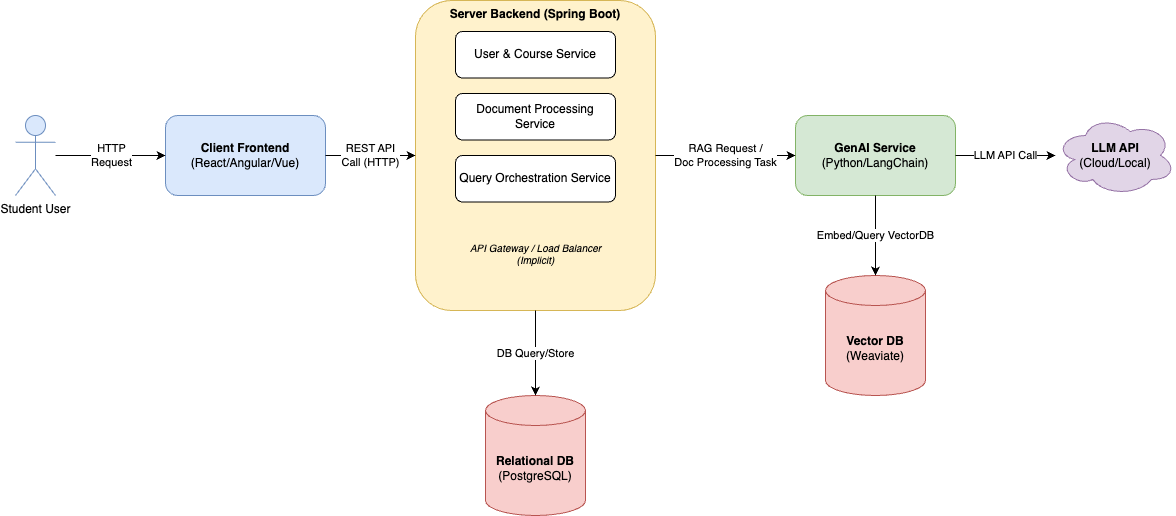 Server Backend (Spring Boot)
User & Course Service
Document Processing
Service
Query Orchestration Service
API Gateway / Load Balancer
(Implicit)
Student User
HTTP
Request
Client Frontend
(React/Angular/Vue)
REST API
Call (HTTP)
RAG Request /
Doc Processing Task
GenAI Service
(Python/LangChain)
LLM API Call
LLM API
(Cloud/Local)
Embed/Query VectorDB
Vector DB
(Weaviate)
DB Query/Store
Relational DB
(PostgreSQL)